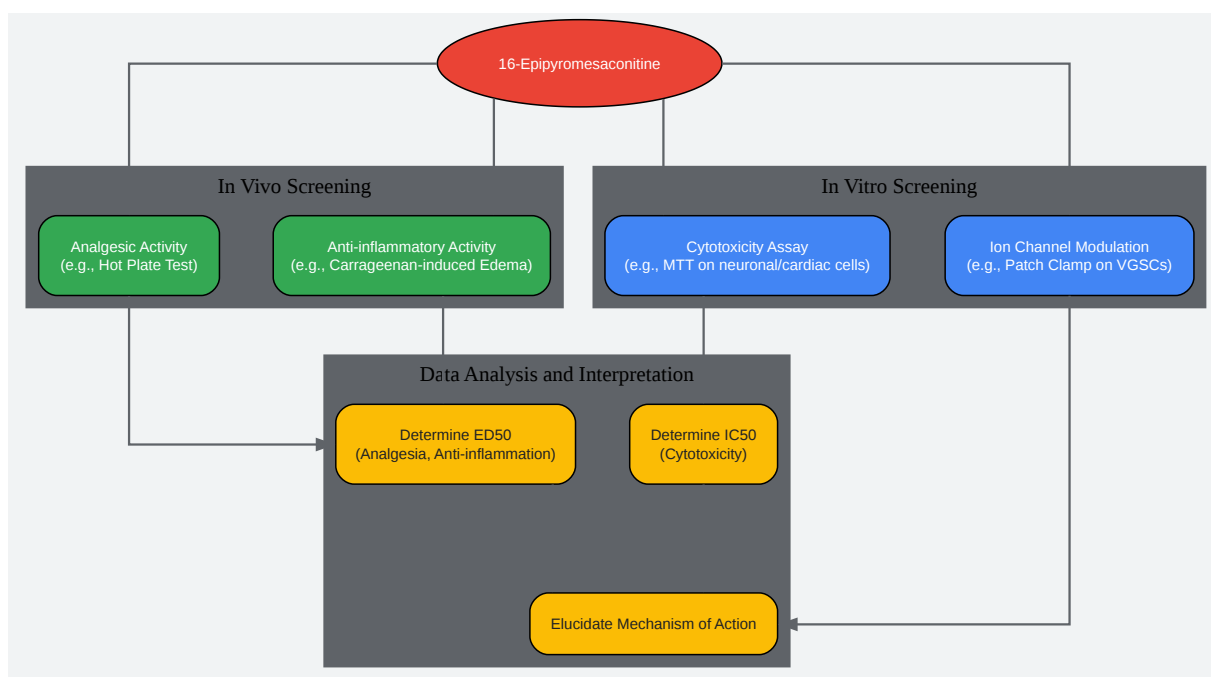 16-Epipyromesaconitine
In Vivo Screening
Analgesic Activity
(e.g., Hot Plate Test)
Anti-inflammatory Activity
(e.g., Carrageenan-induced Edema)
In Vitro Screening
Cytotoxicity Assay
(e.g., MTT on neuronal/cardiac cells)
Ion Channel Modulation
(e.g., Patch Clamp on VGSCs)
Data Analysis and Interpretation
Determine ED50
(Analgesia, Anti-inflammation)
Determine IC50
(Cytotoxicity)
Elucidate Mechanism of Action